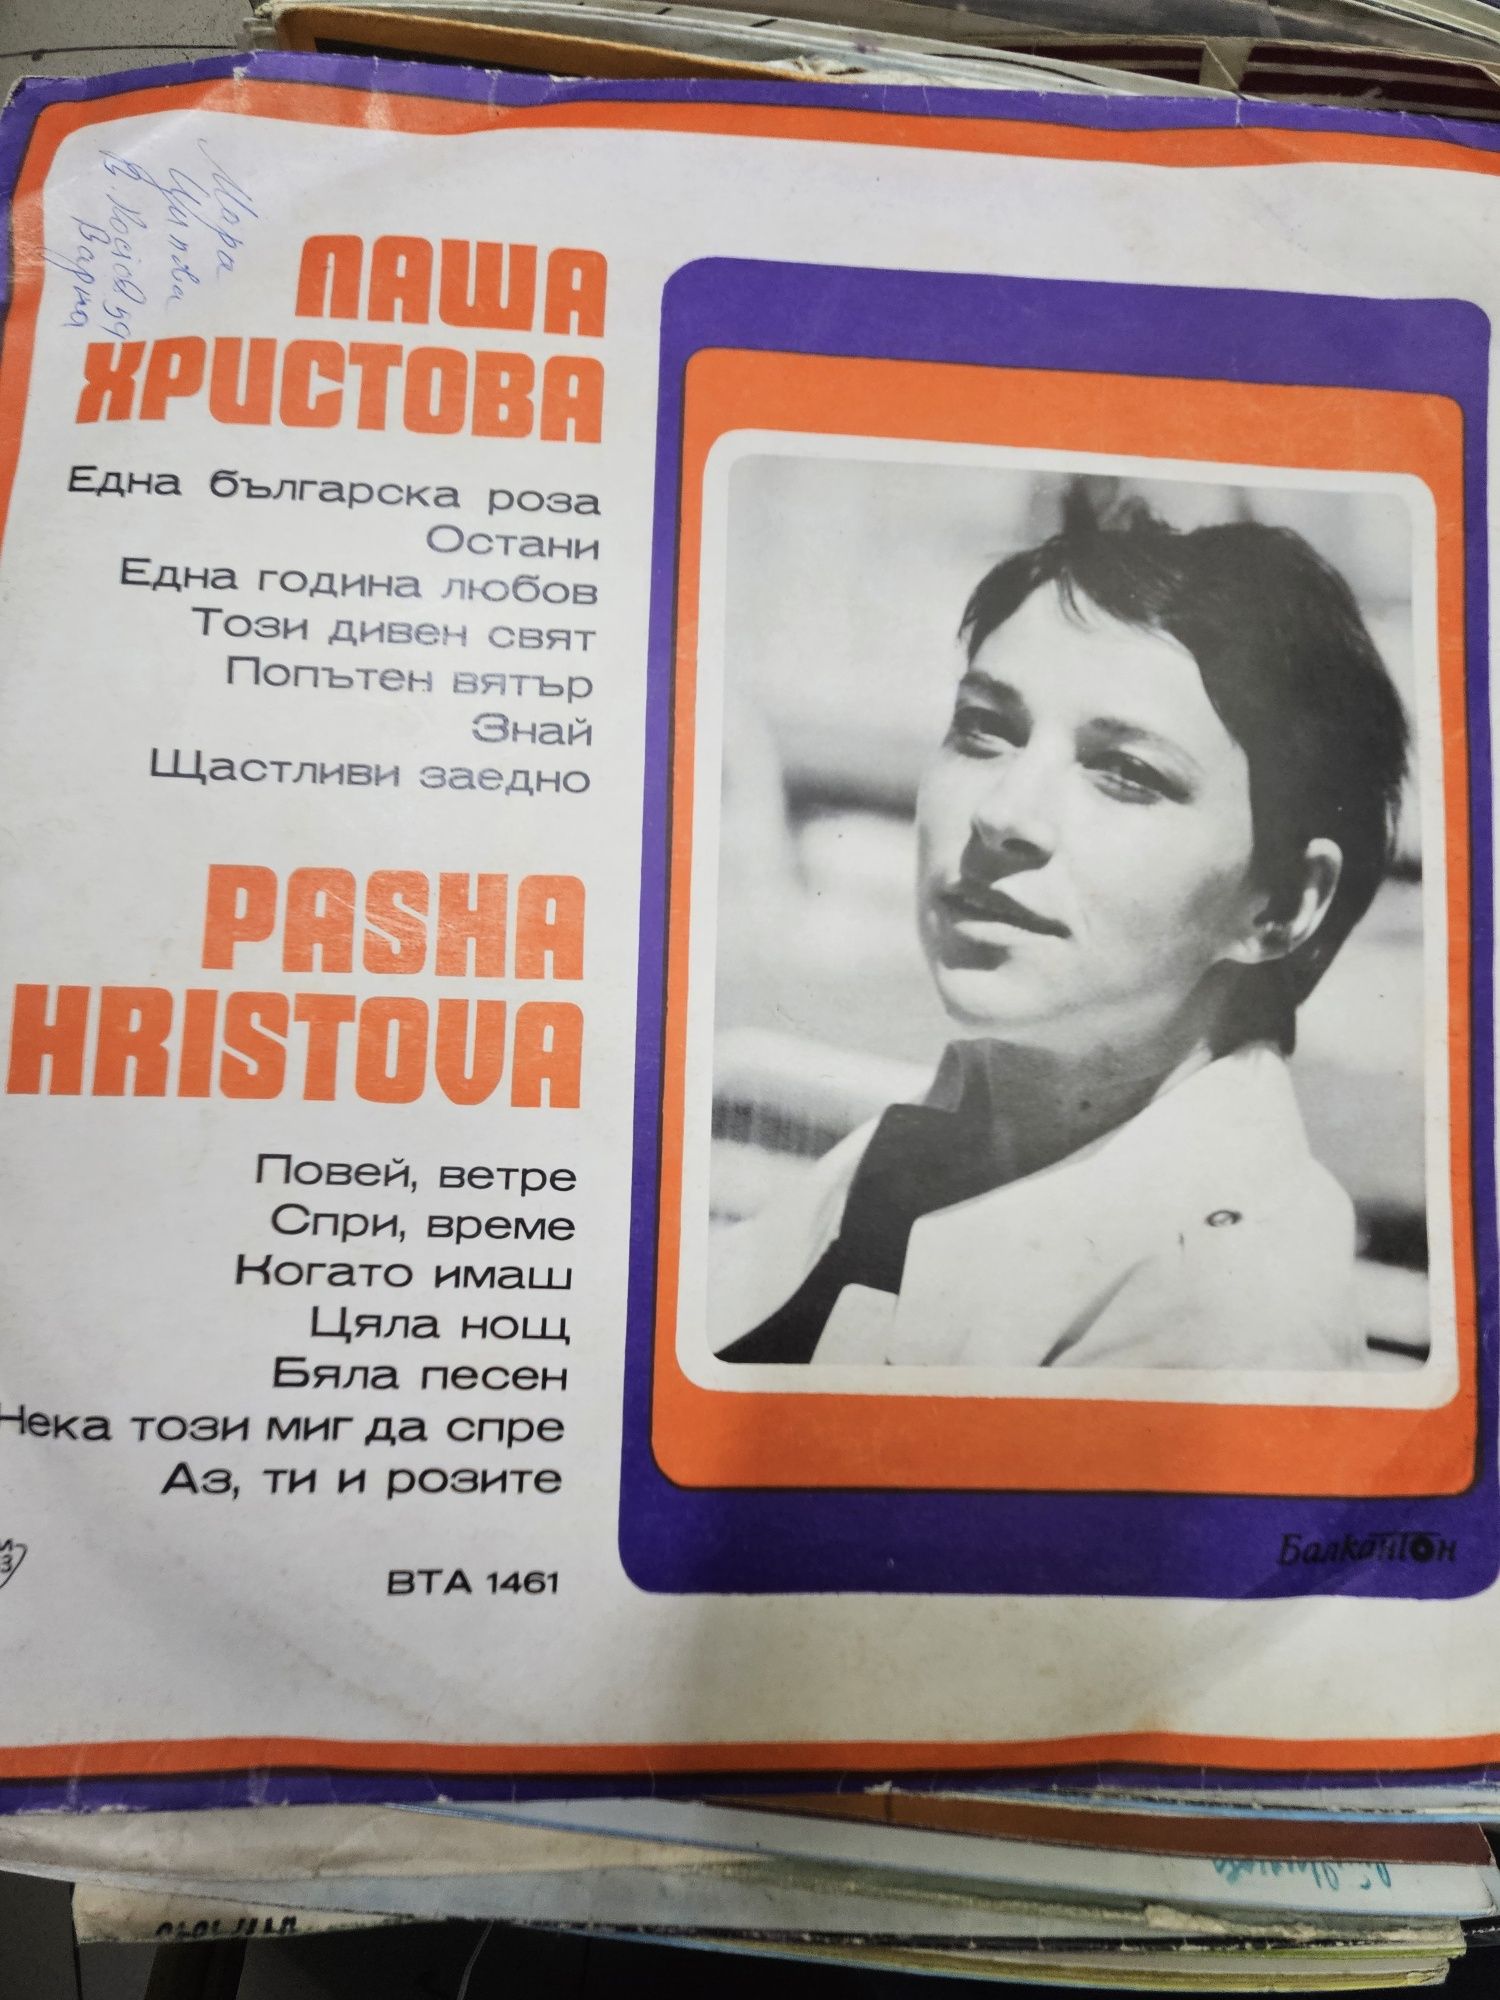 Мара
Варна
ПАША
ХРИСТОВА
Една българска роза
Остани
Една година любов
Този дивен свят
Попътен вятър
Знай
Щастливи заедно
PASHA
HRISTOVA
Повей, ветре
Спри, време
Когато имаш
Цяла нощ
Бяла песен
Нека този миг да спре
Аз, ти и розите
ВТА 1461
Балкантон